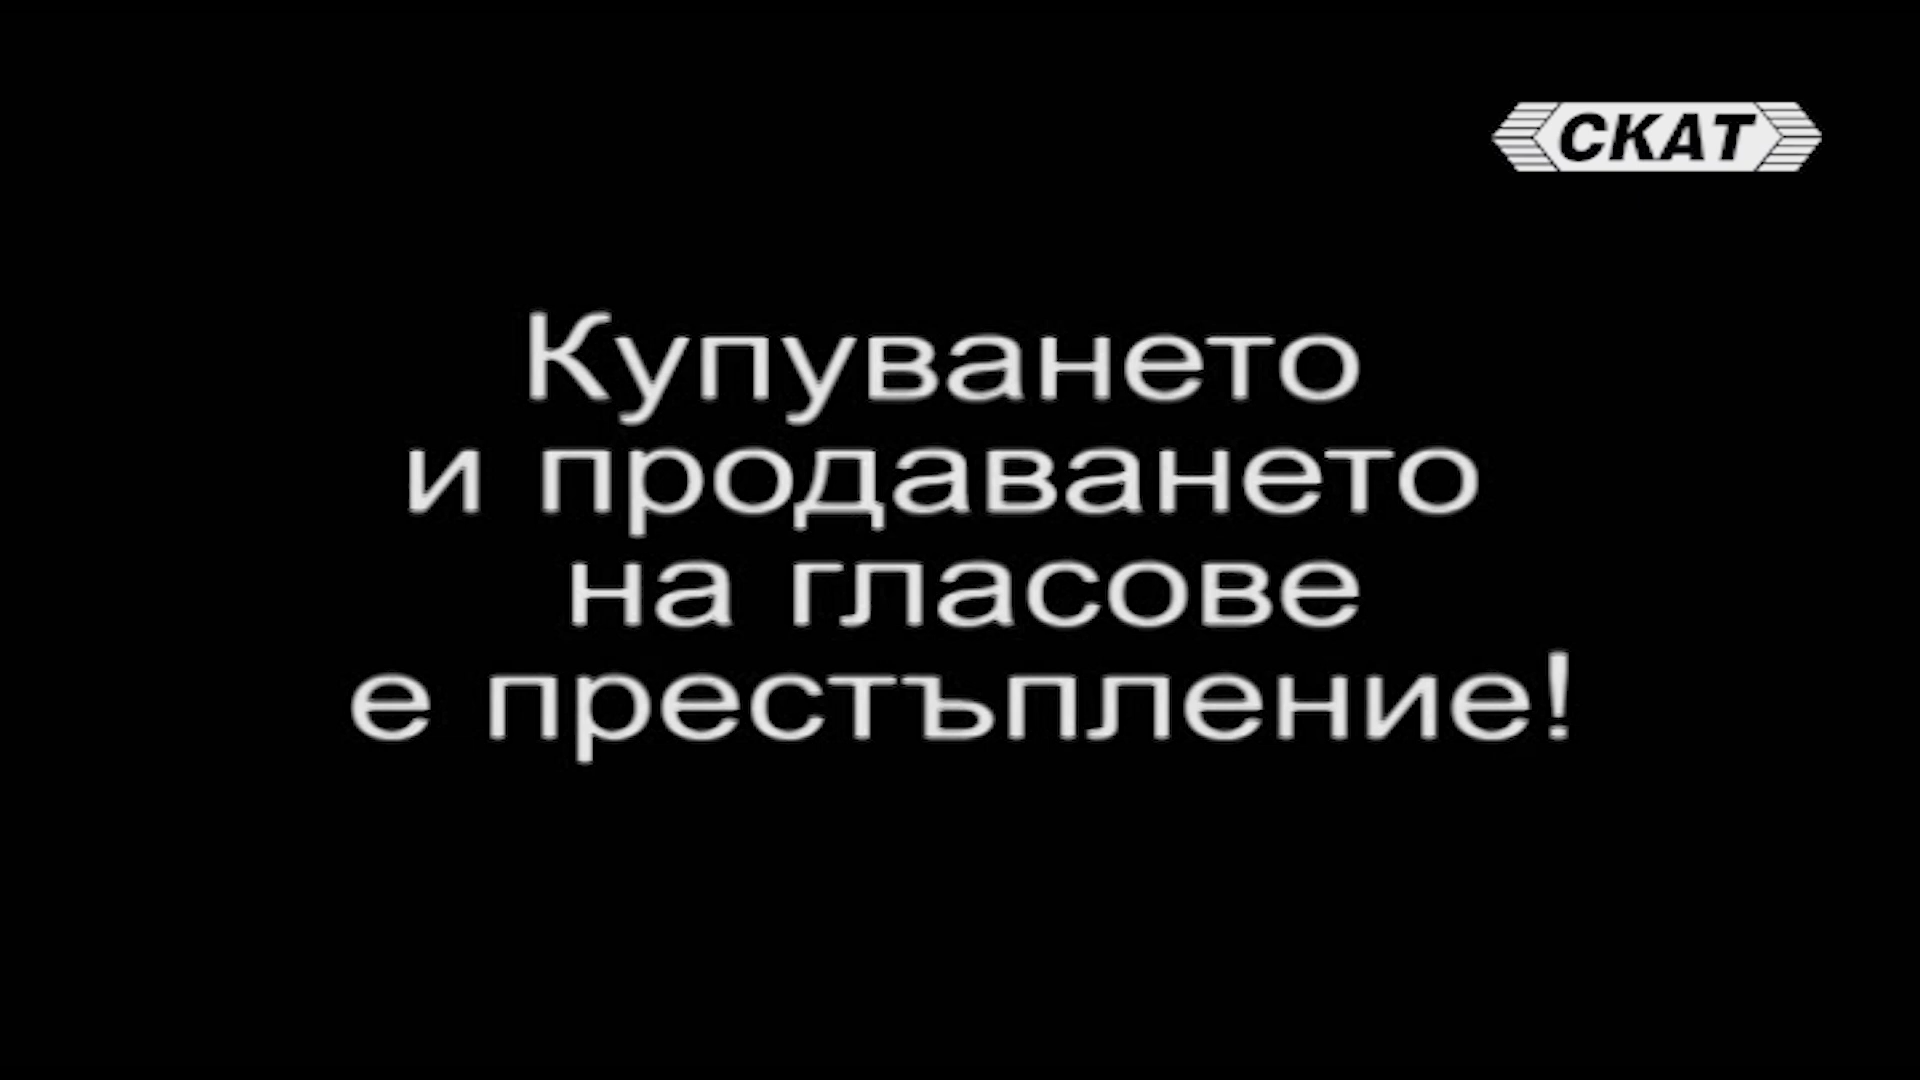 СКАТ
Купуването
и продаването
на гласове
е престъпление!